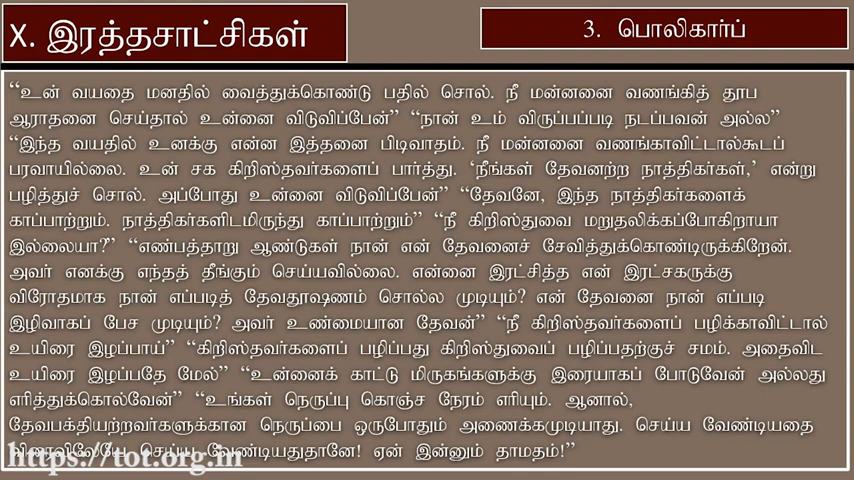 X. இரத்தசாட்சிகள்
3. பொலிகார்ப்
“உன் வயதை மனதில் வைத்துக்கொண்டு பதில் சொல். நீ மன்னனை வணங்கித் தூப
ஆராதனை செய்தால் உன்னை விடுவிப்பேன்” “நான் உம் விருப்பப்படி நடப்பவன் அல்ல”
“இந்த வயதில் உனக்கு என்ன இத்தனை பிடிவாதம். நீ மன்னனை வணங்காவிட்டால்கூடப்
பரவாயில்லை. உன் சக கிறிஸ்தவர்களைப் பார்த்து. ‘நீங்கள் தேவனற்ற நாத்திகர்கள்,’ என்று
பழித்துச் சொல். அப்போது உன்னை விடுவிப்பேன்” “தேவனே, இந்த நாத்திகர்களைக்
காப்பாற்றும். நாத்திகர்களிடமிருந்து காப்பாற்றும்” “நீ கிறிஸ்துவை மறுதலிக்கப்போகிறாயா
இல்லையா?” “எண்பத்தாறு ஆண்டுகள் நான் என் தேவனைச் சேவித்துக்கொண்டிருக்கிறேன்.
அவர் எனக்கு எந்தத் தீங்கும் செய்யவில்லை. என்னை இரட்சித்த என் இரட்சகருக்கு
விரோதமாக நான் எப்படித் தேவதூஷணம் சொல்ல முடியும்? என் தேவனை நான் எப்படி
இழிவாகப் பேச முடியும்? அவர் உண்மையான தேவன்” “நீ கிறிஸ்தவர்களைப் பழிக்காவிட்டால்
உயிரை இழப்பாய்” “கிறிஸ்தவர்களைப் பழிப்பது கிறிஸ்துவைப் பழிப்பதற்குச் சமம். அதைவிட
உயிரை இழப்பதே மேல்” “உன்னைக் காட்டு மிருகங்களுக்கு இரையாகப் போடுவேன் அல்லது
எரித்துக்கொல்வேன்” “உங்கள் நெருப்பு கொஞ்ச நேரம் எரியும். ஆனால்,
தேவபக்தியற்றவர்களுக்கான நெருப்பை ஒருபோதும் அணைக்கமுடியாது. செய்ய வேண்டியதை
விரைவிலேயே செய்ய வேண்டியதுதானே! ஏன் இன்னும் தாமதம்!”
https://tot.org.in